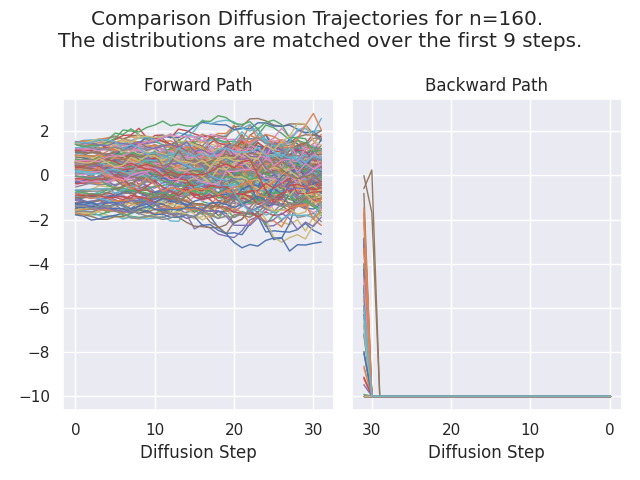 Comparison Diffusion Trajectories for n=160.
The distributions are matched over the first 9 steps.
Forward Path
Backward Path
2
0
−2
−4
−6
−8
−10
0 10 20 30
30 20 10 0
Diffusion Step
Diffusion Step